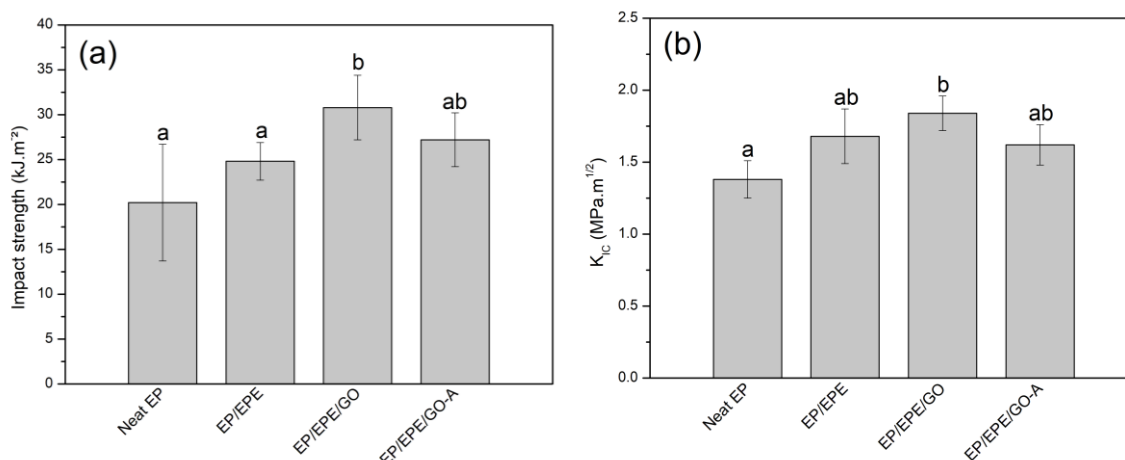 (a)
Impact strength (kJ.m⁻²)
40
35
30
25
20
15
10
5
0
a
a
b
ab
Neat EP
EP/EPE
EP/EPE/GO
EP/EPE/GO-A
(b)
K_IC (MPa.m^1/2)
2.5
2.0
1.5
1.0
0.5
0.0
a
ab
b
ab
Neat EP
EP/EPE
EP/EPE/GO
EP/EPE/GO-A